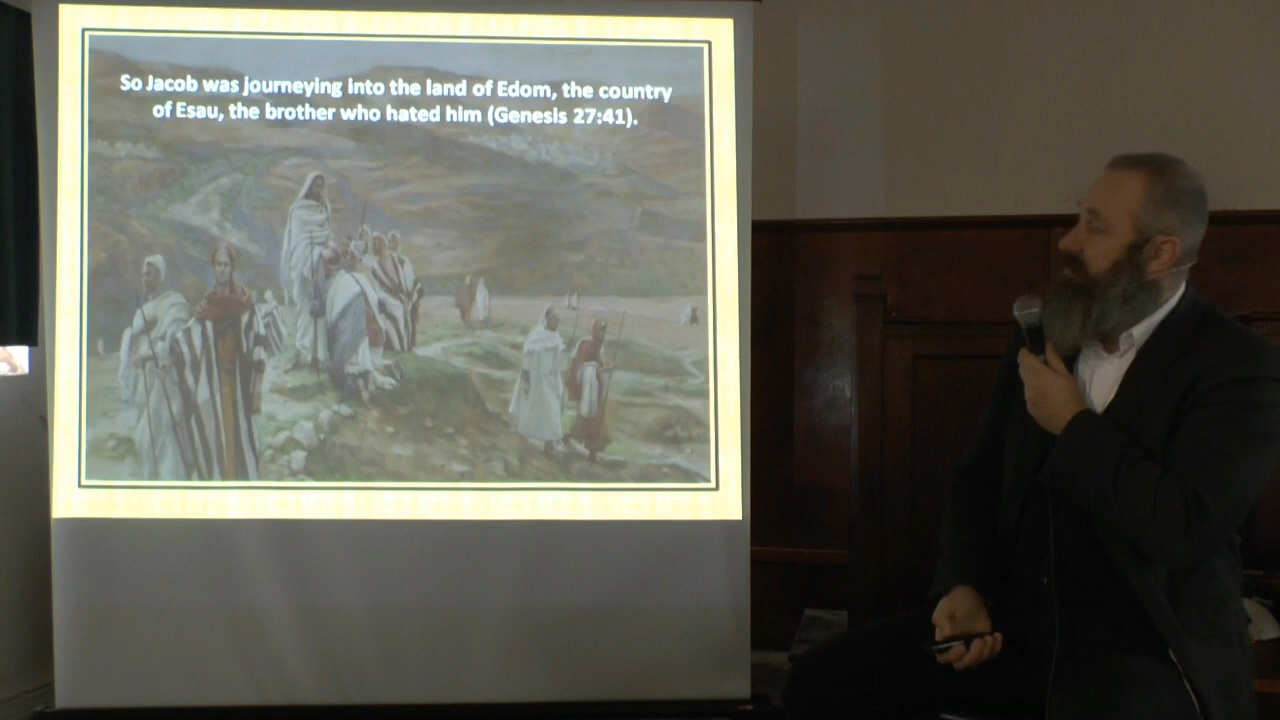 So Jacob was journeying into the land of Edom, the country
of Esau, the brother who hated him (Genesis 27:41).